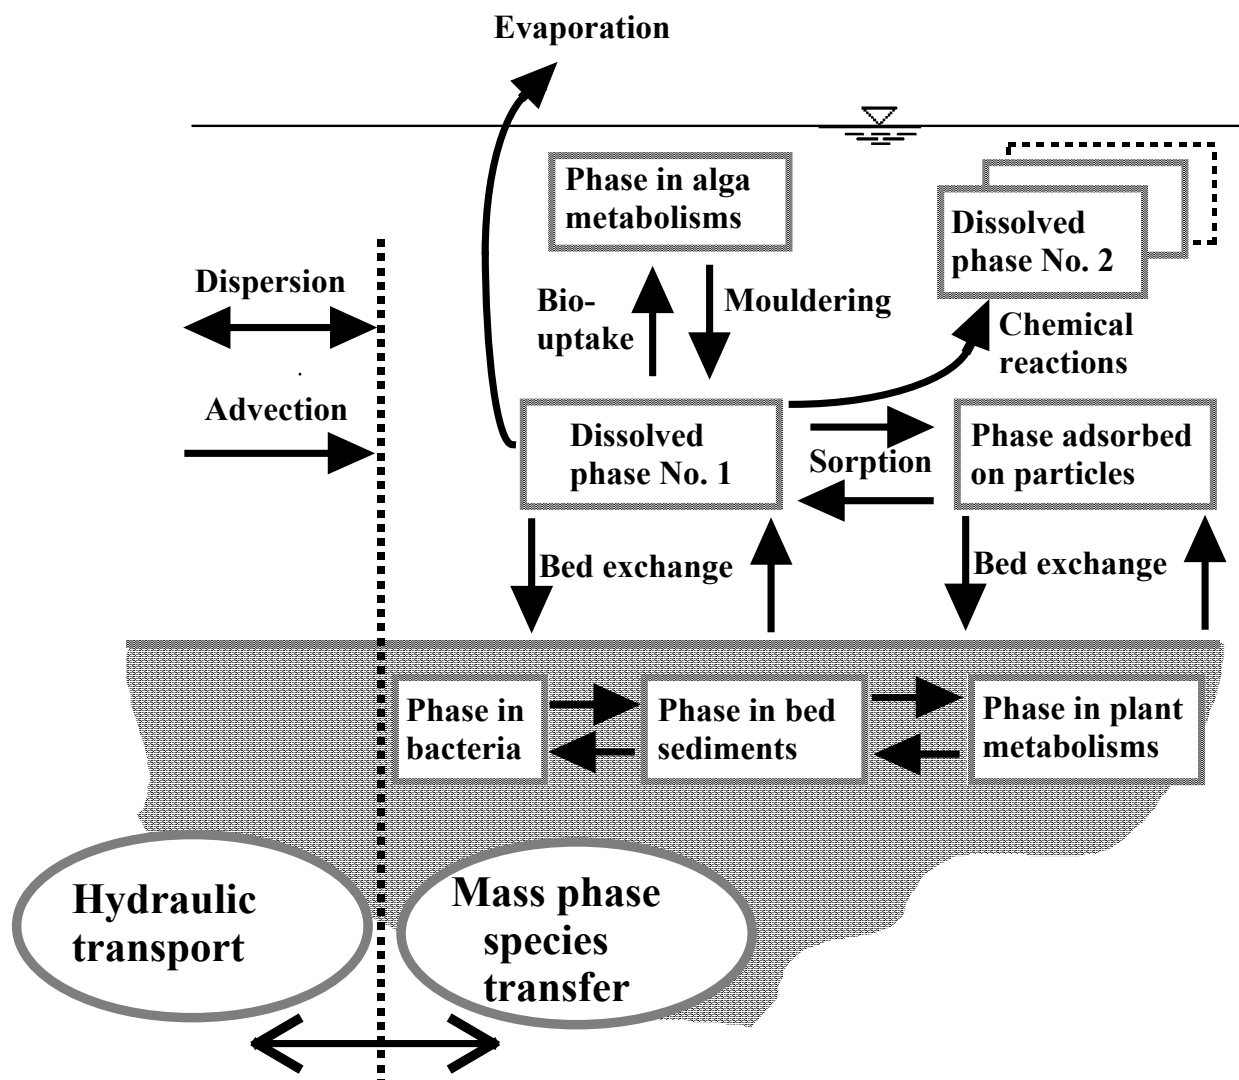 Evaporation
Phase in alga
metabolisms
Dissolved
phase No. 2
Dispersion
Bio-
uptake
Mouldering
Chemical
reactions
Advection
Dissolved
phase No. 1
Sorption
Phase adsorbed
on particles
Bed exchange
Bed exchange
Phase in
bacteria
Phase in bed
sediments
Phase in plant
metabolisms
Hydraulic
transport
Mass phase
species
transfer